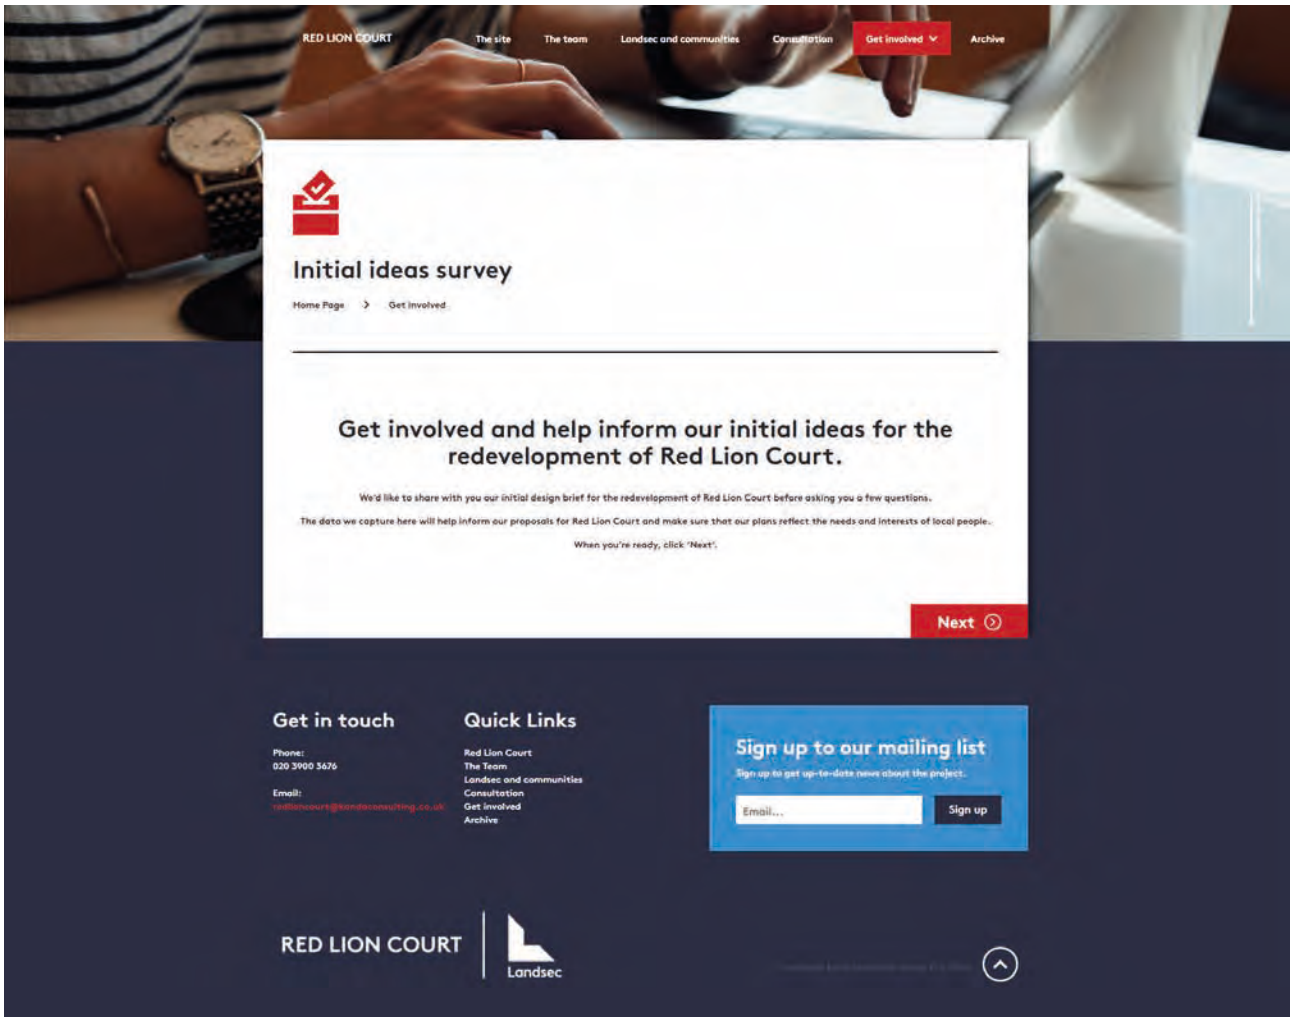 RED LION COURT
The site
The team
Landsec and communities
Consultation
Get involved
Archive
Initial ideas survey
Home Page
Get involved
Get involved and help inform our initial ideas for the
redevelopment of Red Lion Court.
We'd like to share with you our initial design brief for the redevelopment of Red Lion Court before asking you a few questions.
The data we capture here will help inform our proposals for Red Lion Court and make sure that our plans reflect the needs and interests of local people.
When you're ready, click 'Next'.
Next
Get in touch
Phone:
020 3900 3676
Email:
redlioncourt@kandaconsulting.co.uk
Quick Links
Red Lion Court
The Team
Landsec and communities
Consultation
Get involved
Archive
Sign up to our mailing list
Sign up to get up-to-date news about the project.
Email...
Sign up
RED LION COURT
Landsec